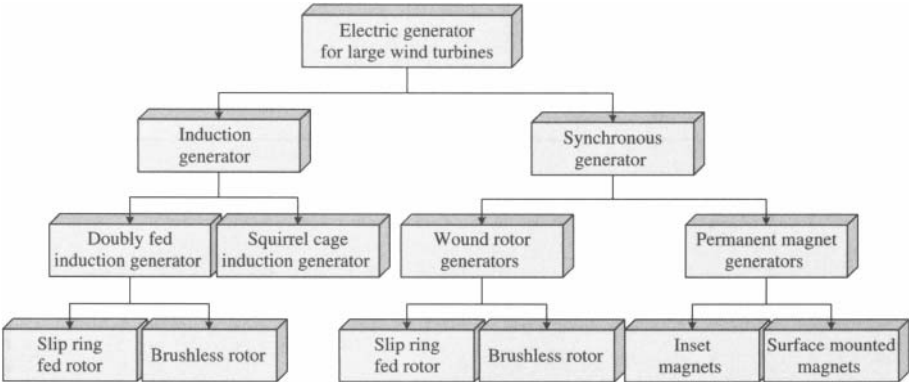 Electric generator
for large wind turbines
Induction
generator
Synchronous
generator
Doubly fed
induction generator
Squirrel cage
induction generator
Wound rotor
generators
Permanent magnet
generators
Slip ring
fed rotor
Brushless rotor
Slip ring
fed rotor
Brushless rotor
Inset
magnets
Surface mounted
magnets